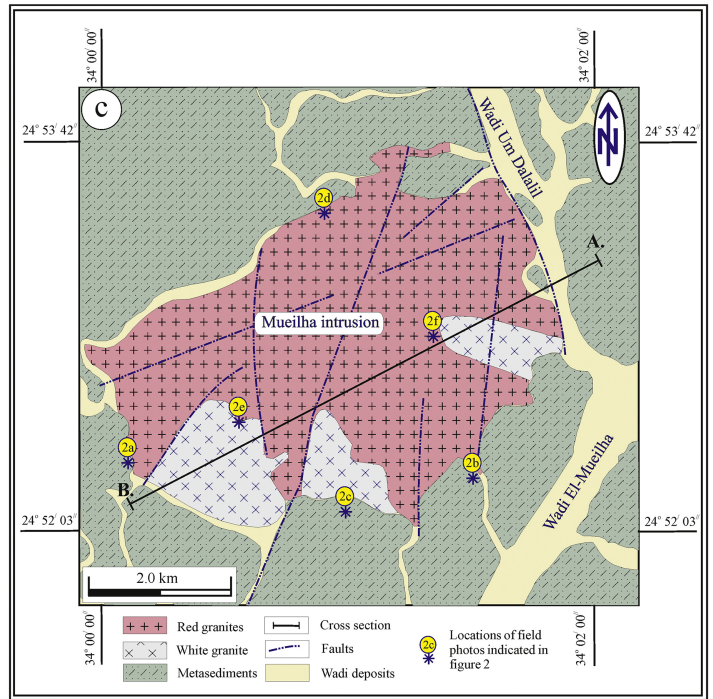 34° 00' 00"
34° 02' 00"
C
24° 53' 42"
24° 53' 42"
N
Wadi Um Dalalil
2d
A.
2f
Mueilha intrusion
2e
2a
2b
B.
2c
Wadi El-Mueilha
24° 52' 03"
24° 52' 03"
2.0 km
34° 00' 00"
34° 02' 00"
Red granites
Cross section
2c
Locations of field
photos indicated in
figure 2
White granite
Faults
Metasediments
Wadi deposits